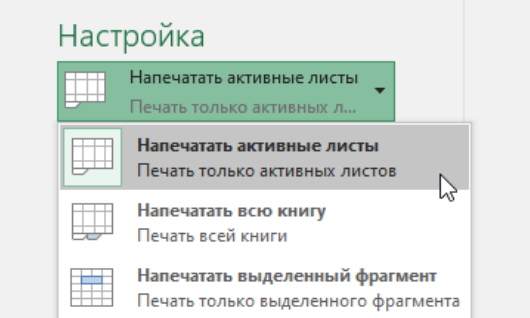 Настройка
Напечатать активные листы
Печать только активных л...
Напечатать активные листы
Печать только активных листов
Напечатать всю книгу
Печать всей книги
Напечатать выделенный фрагмент
Печать только выделенного фрагмента